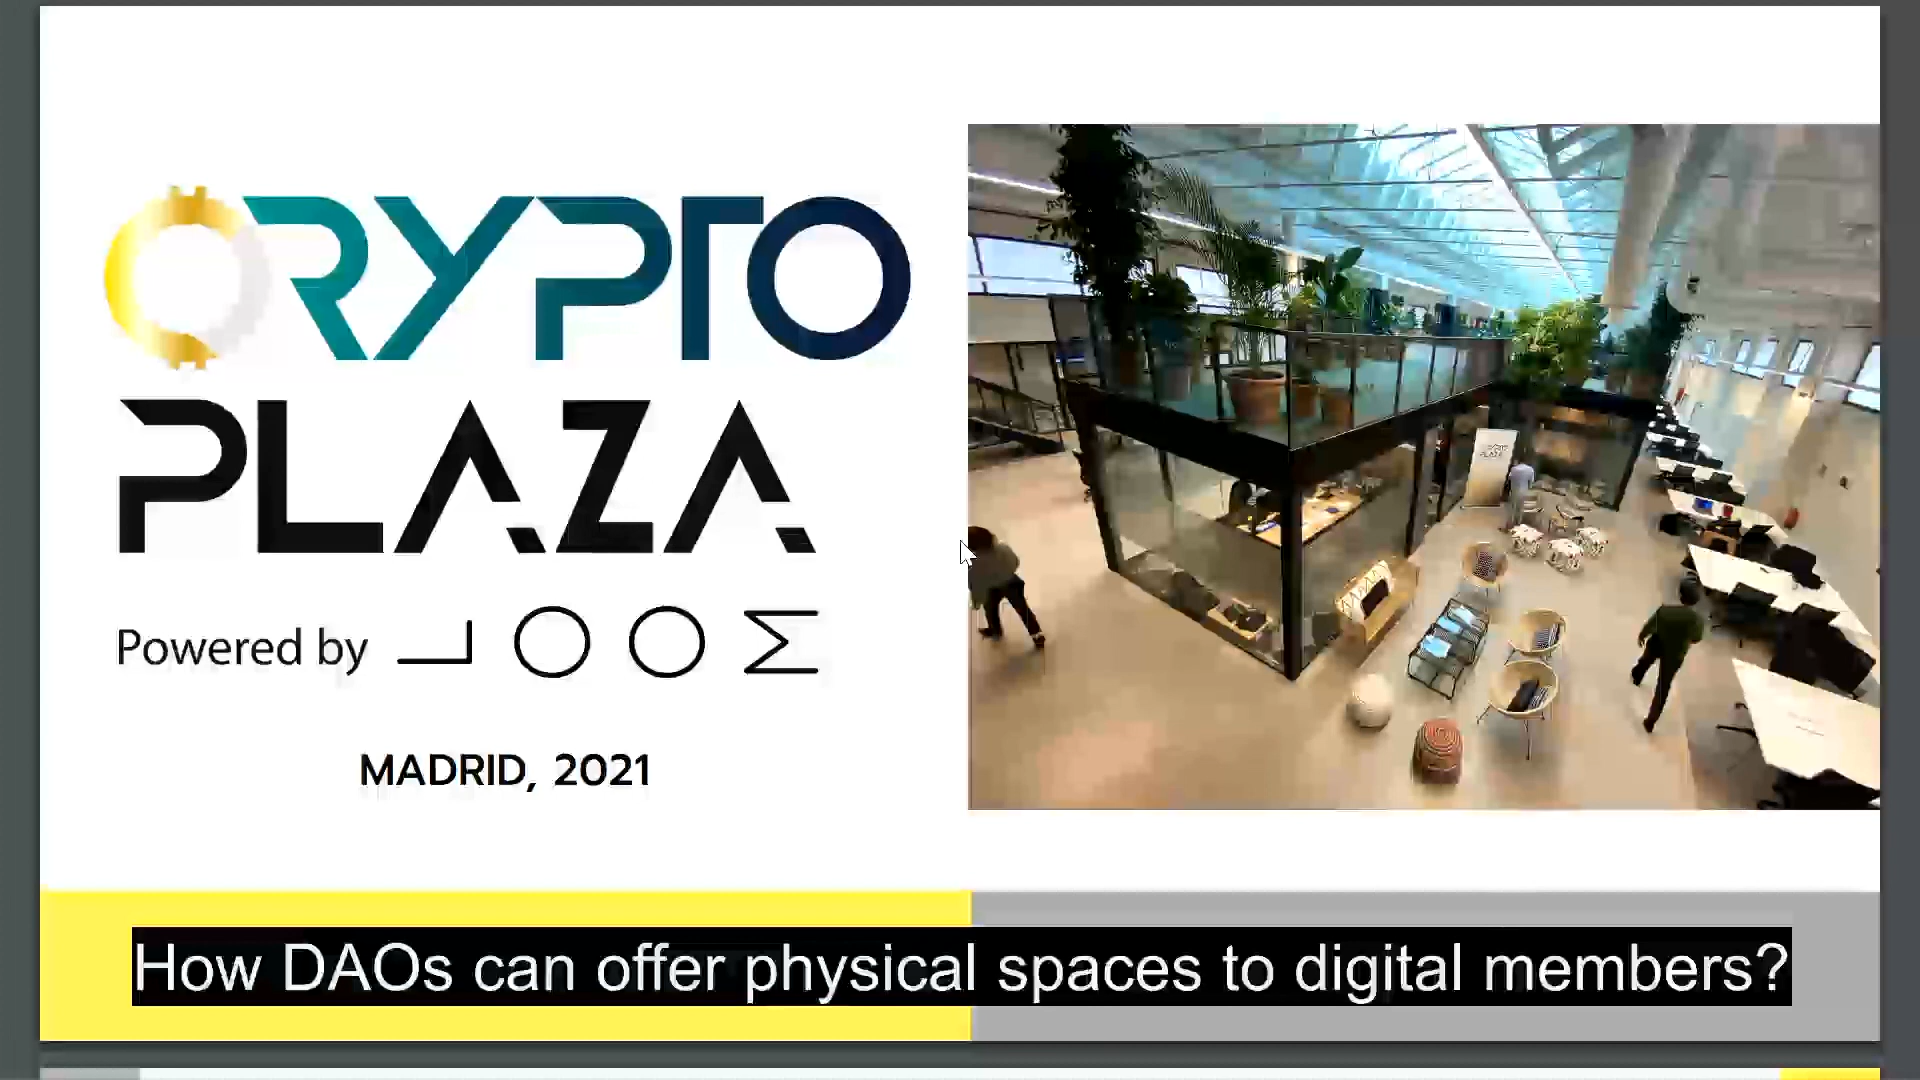 CRYPTO
PLAZA
Powered by LOOM
MADRID, 2021
How DAOs can offer physical spaces to digital members?